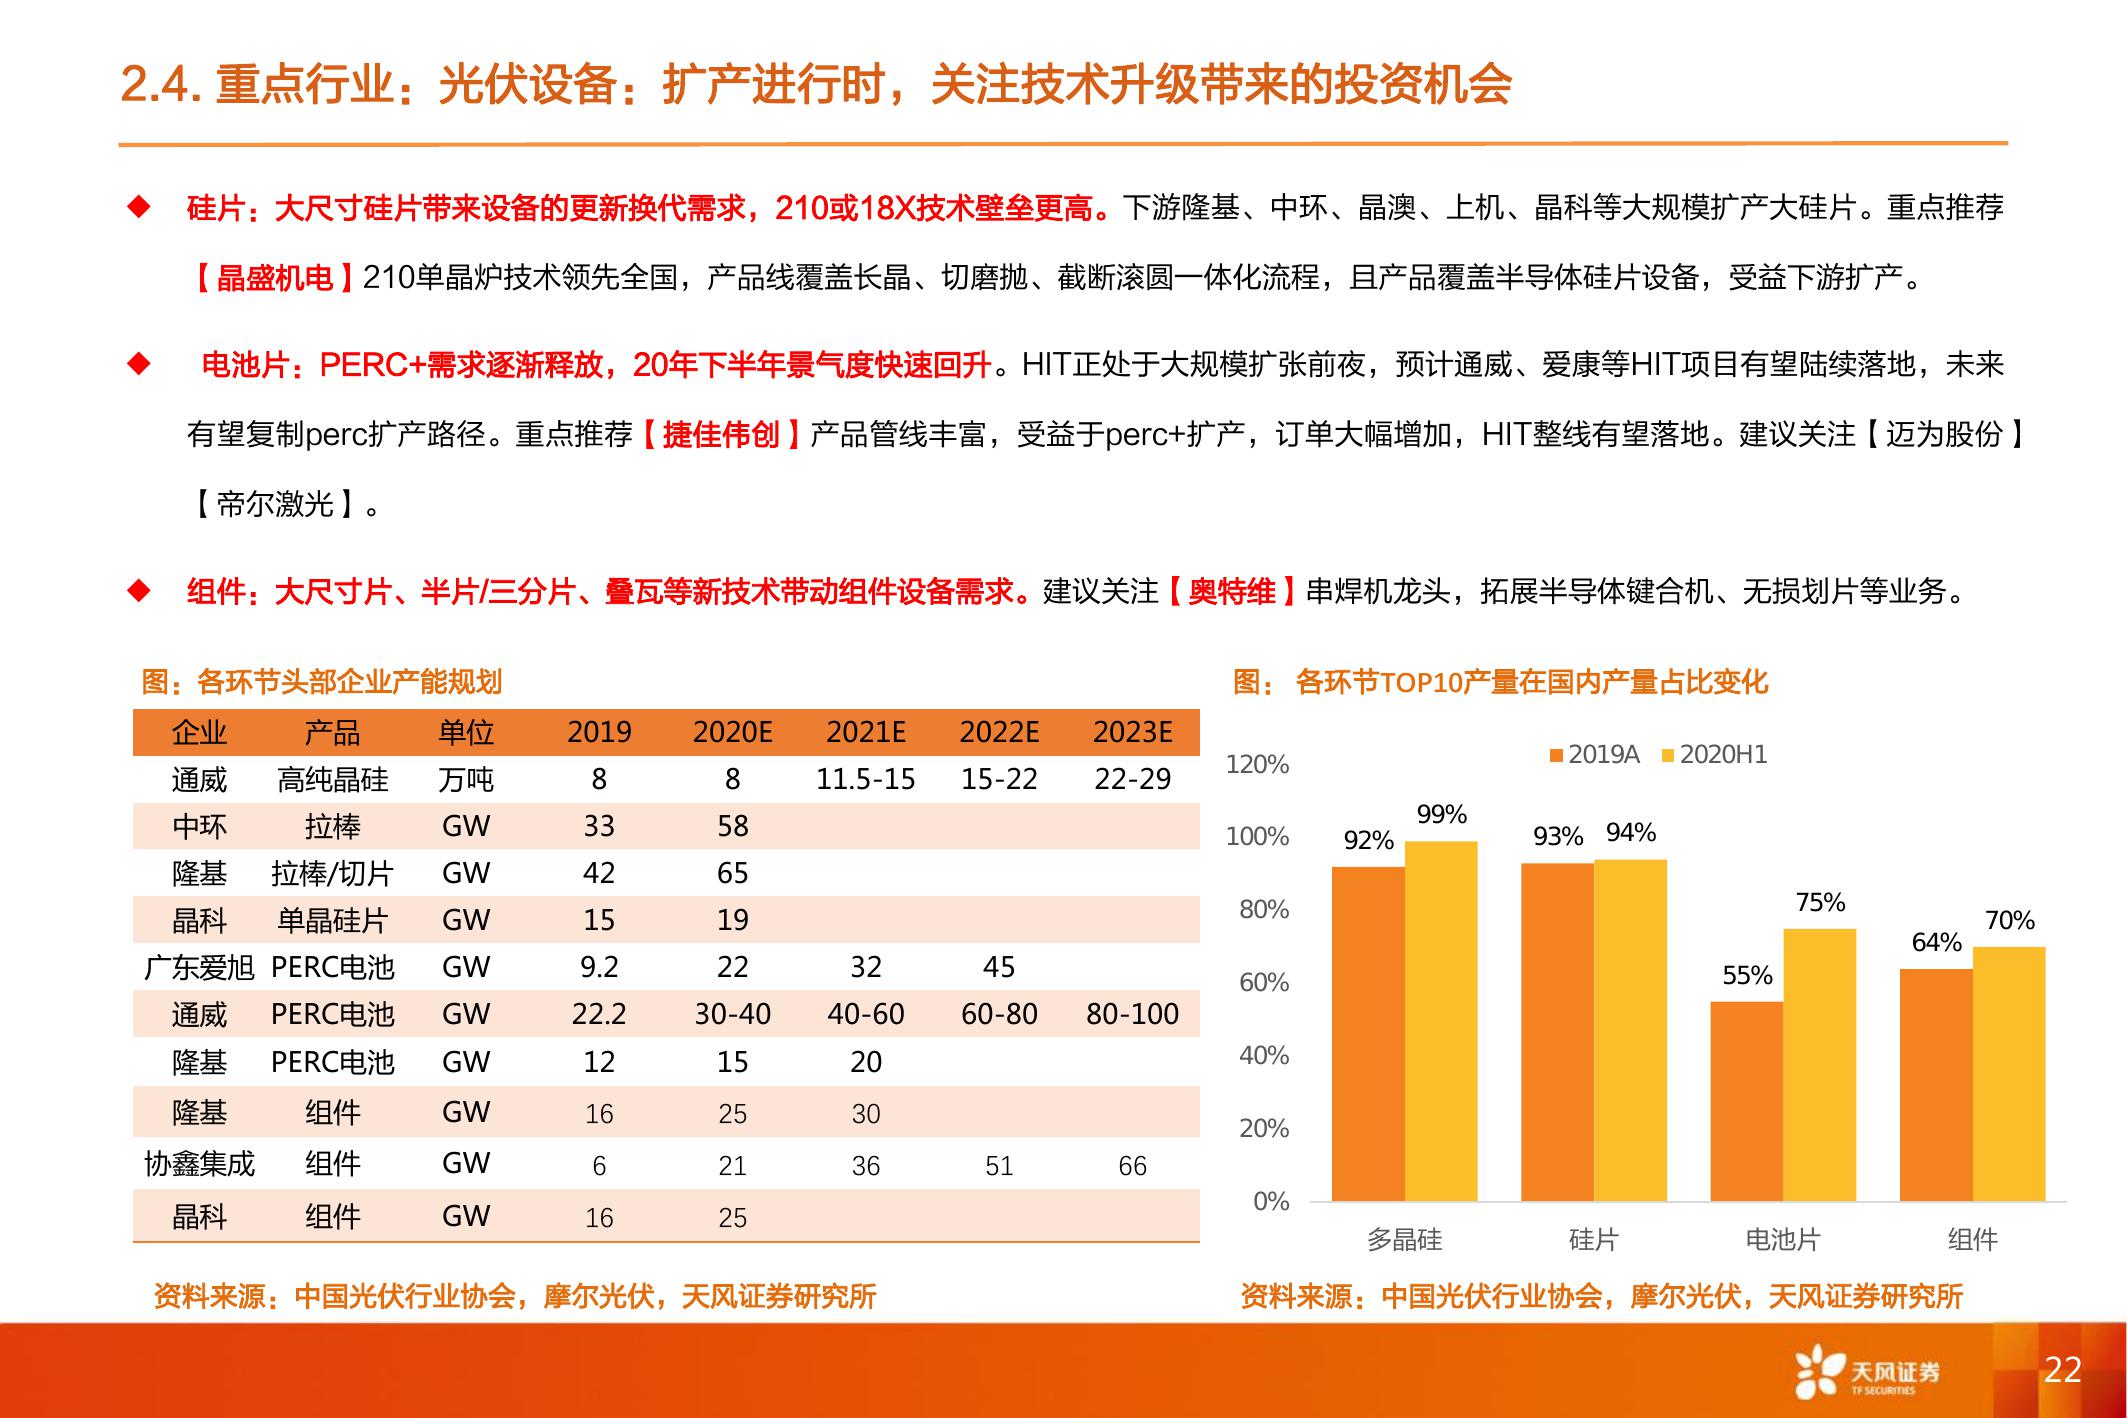 2.4. 重点行业：光伏设备：扩产进行时，关注技术升级带来的投资机会
◆ 硅片：大尺寸硅片带来设备的更新换代需求，210或18X技术壁垒更高。下游隆基、中环、晶澳、上机、晶科等大规模扩产大硅片。重点推荐
【晶盛机电】210单晶炉技术领先全国，产品线覆盖长晶、切磨抛、截断滚圆一体化流程，且产品覆盖半导体硅片设备，受益下游扩产。
◆ 电池片：PERC+需求逐渐释放，20年下半年景气度快速回升。HIT正处于大规模扩张前夜，预计通威、爱康等HIT项目有望陆续落地，未来
有望复制perc扩产路径。重点推荐【捷佳伟创】产品管线丰富，受益于perc+扩产，订单大幅增加，HIT整线有望落地。建议关注【迈为股份】
【帝尔激光】。
◆ 组件：大尺寸片、半片/三分片、叠瓦等新技术带动组件设备需求。建议关注【奥特维】串焊机龙头，拓展半导体键合机、无损划片等业务。
图：各环节头部企业产能规划
企业 产品 单位 2019 2020E 2021E 2022E 2023E
通威 高纯晶硅 万吨 8 8 11.5-15 15-22 22-29
中环 拉棒 GW 33 58
隆基 拉棒/切片 GW 42 65
晶科 单晶硅片 GW 15 19
广东爱旭 PERC电池 GW 9.2 22 32 45
通威 PERC电池 GW 22.2 30-40 40-60 60-80 80-100
隆基 PERC电池 GW 12 15 20
隆基 组件 GW 16 25 30
协鑫集成 组件 GW 6 21 36 51 66
晶科 组件 GW 16 25
资料来源：中国光伏行业协会，摩尔光伏，天风证券研究所
图： 各环节TOP10产量在国内产量占比变化
2019A 2020H1
120%
100%
80%
60%
40%
20%
0%
92% 99% 93% 94% 55% 75% 64% 70%
多晶硅 硅片 电池片 组件
资料来源：中国光伏行业协会，摩尔光伏，天风证券研究所
天风证券
TF SECURITIES
22